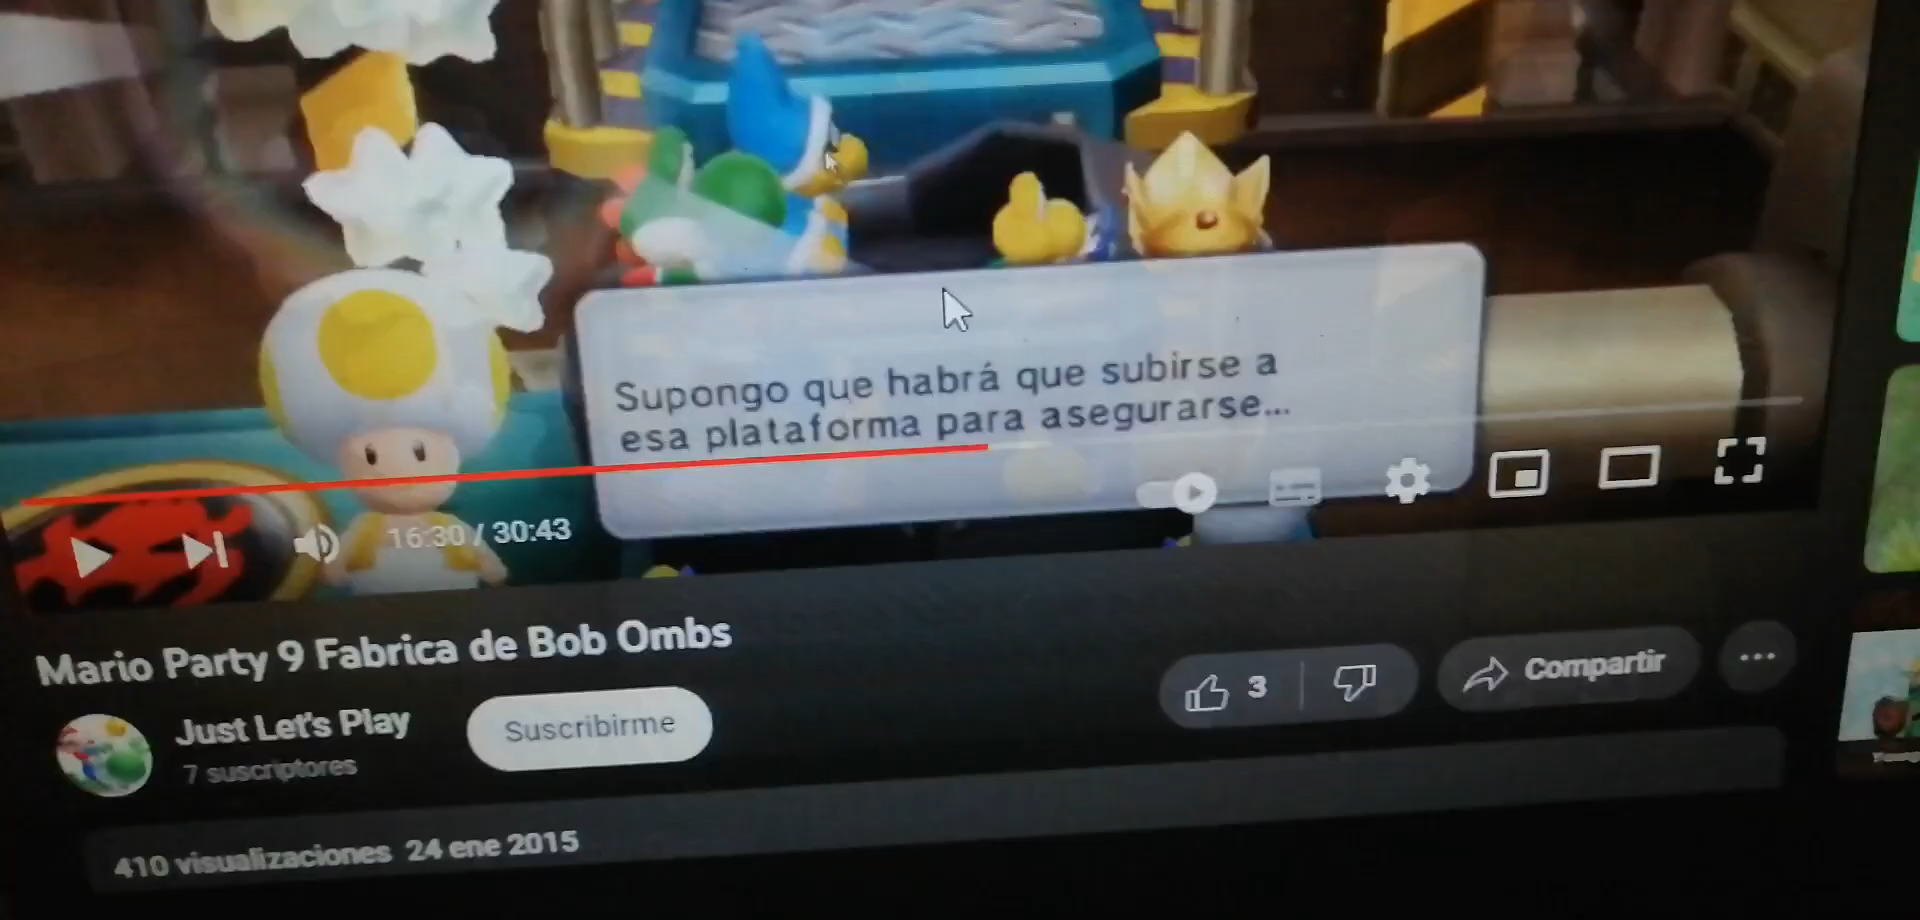 Supongo que habrá que subirse a
esa plataforma para asegurarse...
16:30 / 30:43
Mario Party 9 Fabrica de Bob Ombs
Just Let's Play
7 suscriptores
Suscribirme
3
Compartir
410 visualizaciones 24 ene 2015